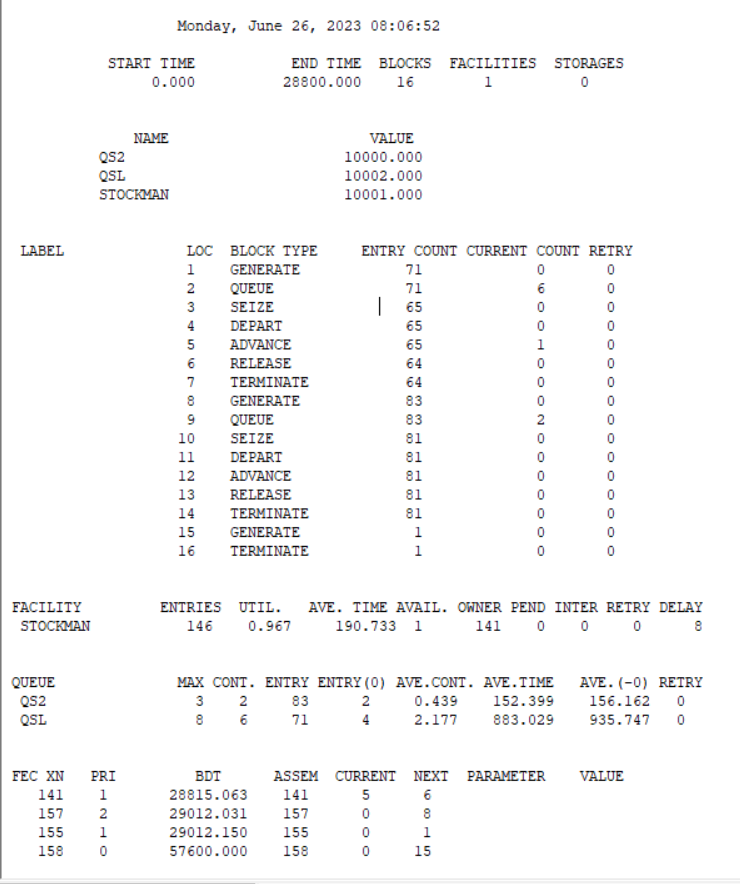 Monday, June 26, 2023 08:06:52
START TIME END TIME BLOCKS FACILITIES STORAGES
0.000 28800.000 16 1 0
NAME VALUE
QS2 10000.000
QSL 10002.000
STOCKMAN 10001.000
LABEL LOC BLOCK TYPE ENTRY COUNT CURRENT COUNT RETRY
1 GENERATE 71 0 0
2 QUEUE 71 6 0
3 SEIZE 65 0 0
4 DEPART 65 0 0
5 ADVANCE 65 1 0
6 RELEASE 64 0 0
7 TERMINATE 64 0 0
8 GENERATE 83 0 0
9 QUEUE 83 2 0
10 SEIZE 81 0 0
11 DEPART 81 0 0
12 ADVANCE 81 0 0
13 RELEASE 81 0 0
14 TERMINATE 81 0 0
15 GENERATE 1 0 0
16 TERMINATE 1 0 0
FACILITY ENTRIES UTIL. AVE. TIME AVAIL. OWNER PEND INTER RETRY DELAY
STOCKMAN 146 0.967 190.733 1 141 0 0 0 8
QUEUE MAX CONT. ENTRY ENTRY(0) AVE.CONT. AVE.TIME AVE.(-0) RETRY
QS2 3 2 83 2 0.439 152.399 156.162 0
QSL 8 6 71 4 2.177 883.029 935.747 0
FEC XN PRI BDT ASSEM CURRENT NEXT PARAMETER VALUE
141 1 28815.063 141 5 6
157 2 29012.031 157 0 8
155 1 29012.150 155 0 1
158 0 57600.000 158 0 15